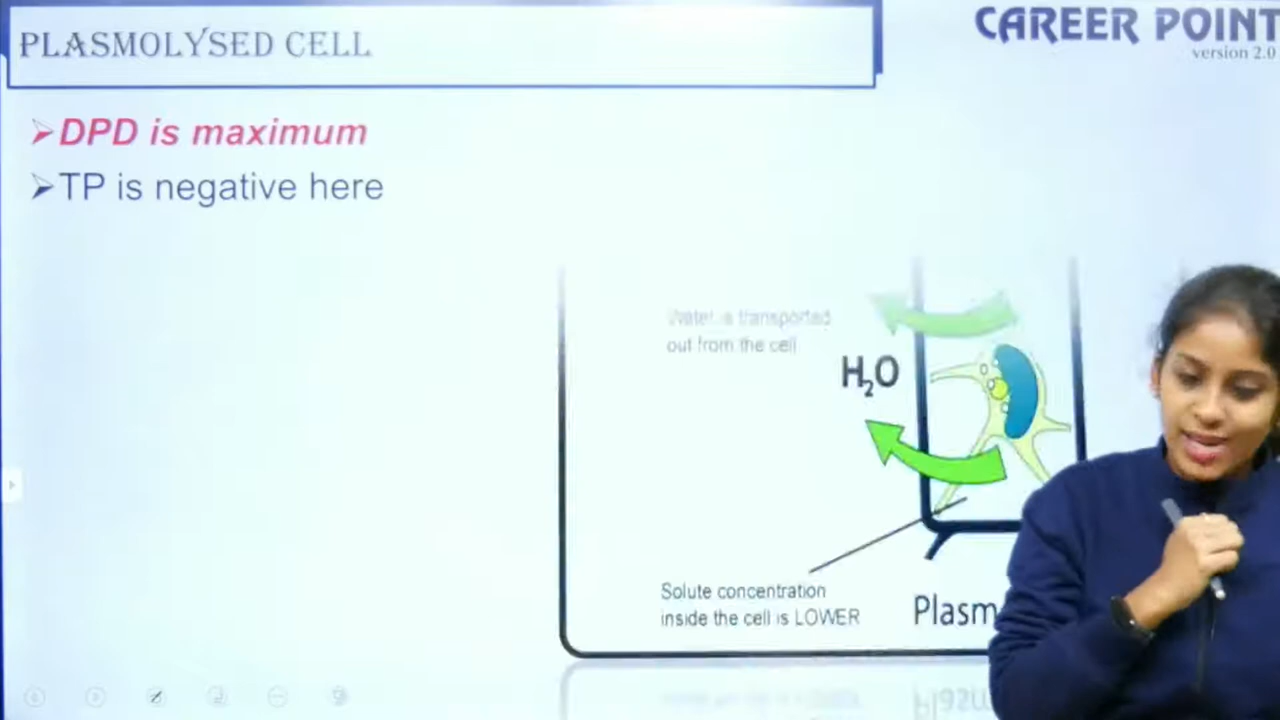 PLASMOLYSED CELL
CAREER POINT
version 2.0
➢DPD is maximum
➢TP is negative here
Water is transported
out from the cell
H₂O
Solute concentration
inside the cell is LOWER